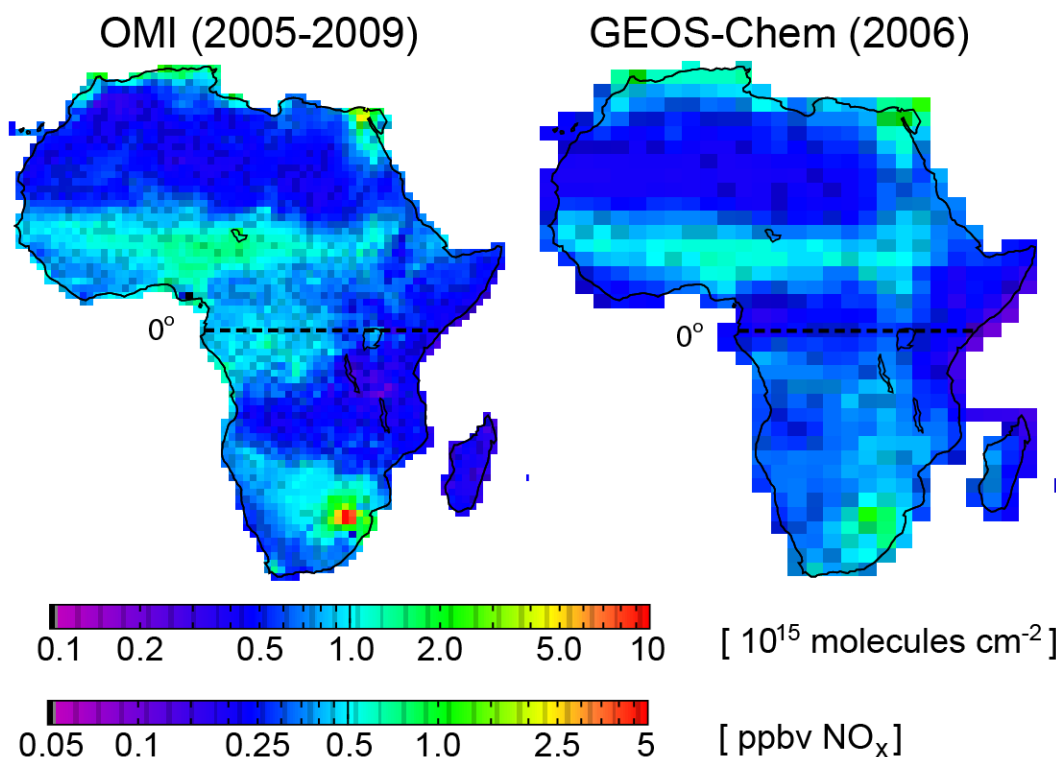 OMI (2005-2009)
GEOS-Chem (2006)
0°
0°
0.1 0.2 0.5 1.0 2.0 5.0 10
[ 10¹⁵ molecules cm⁻² ]
0.05 0.1 0.25 0.5 1.0 2.5 5
[ ppbv NOₓ]